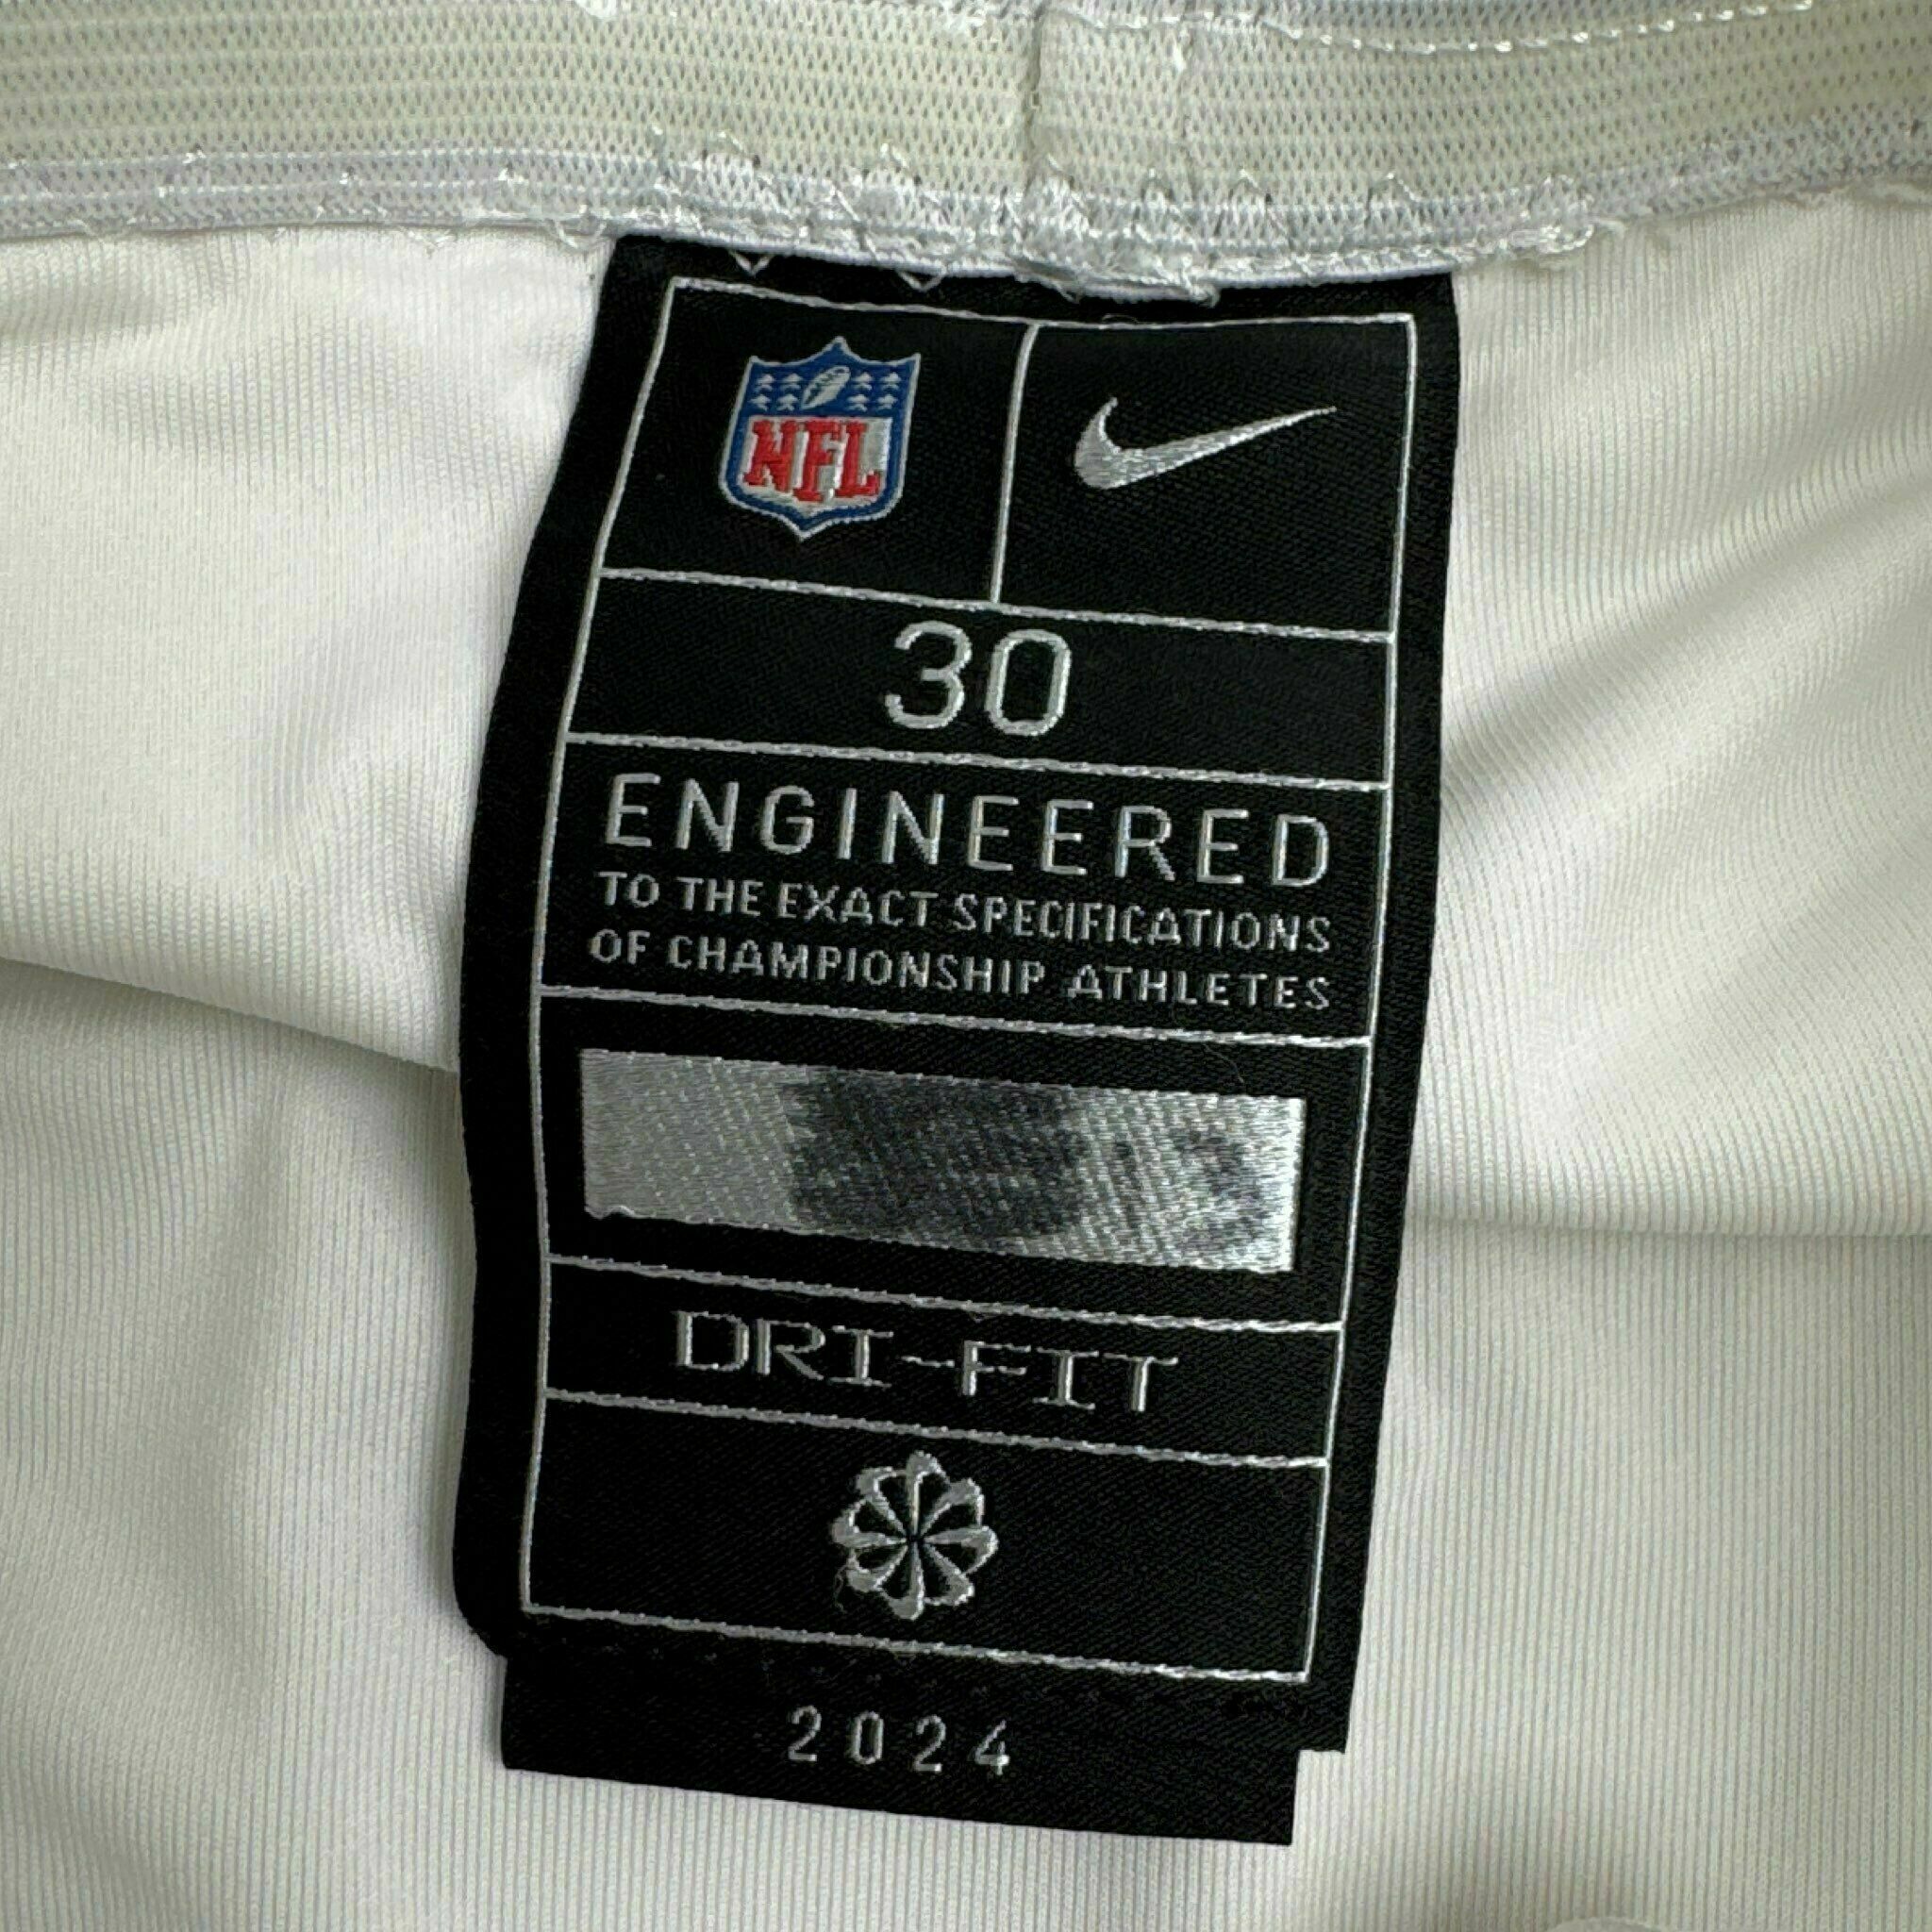 NFL
30
ENGINEERED
TO THE EXACT SPECIFICATIONS
OF CHAMPIONSHIP ATHLETES
DRI-FIT
2024